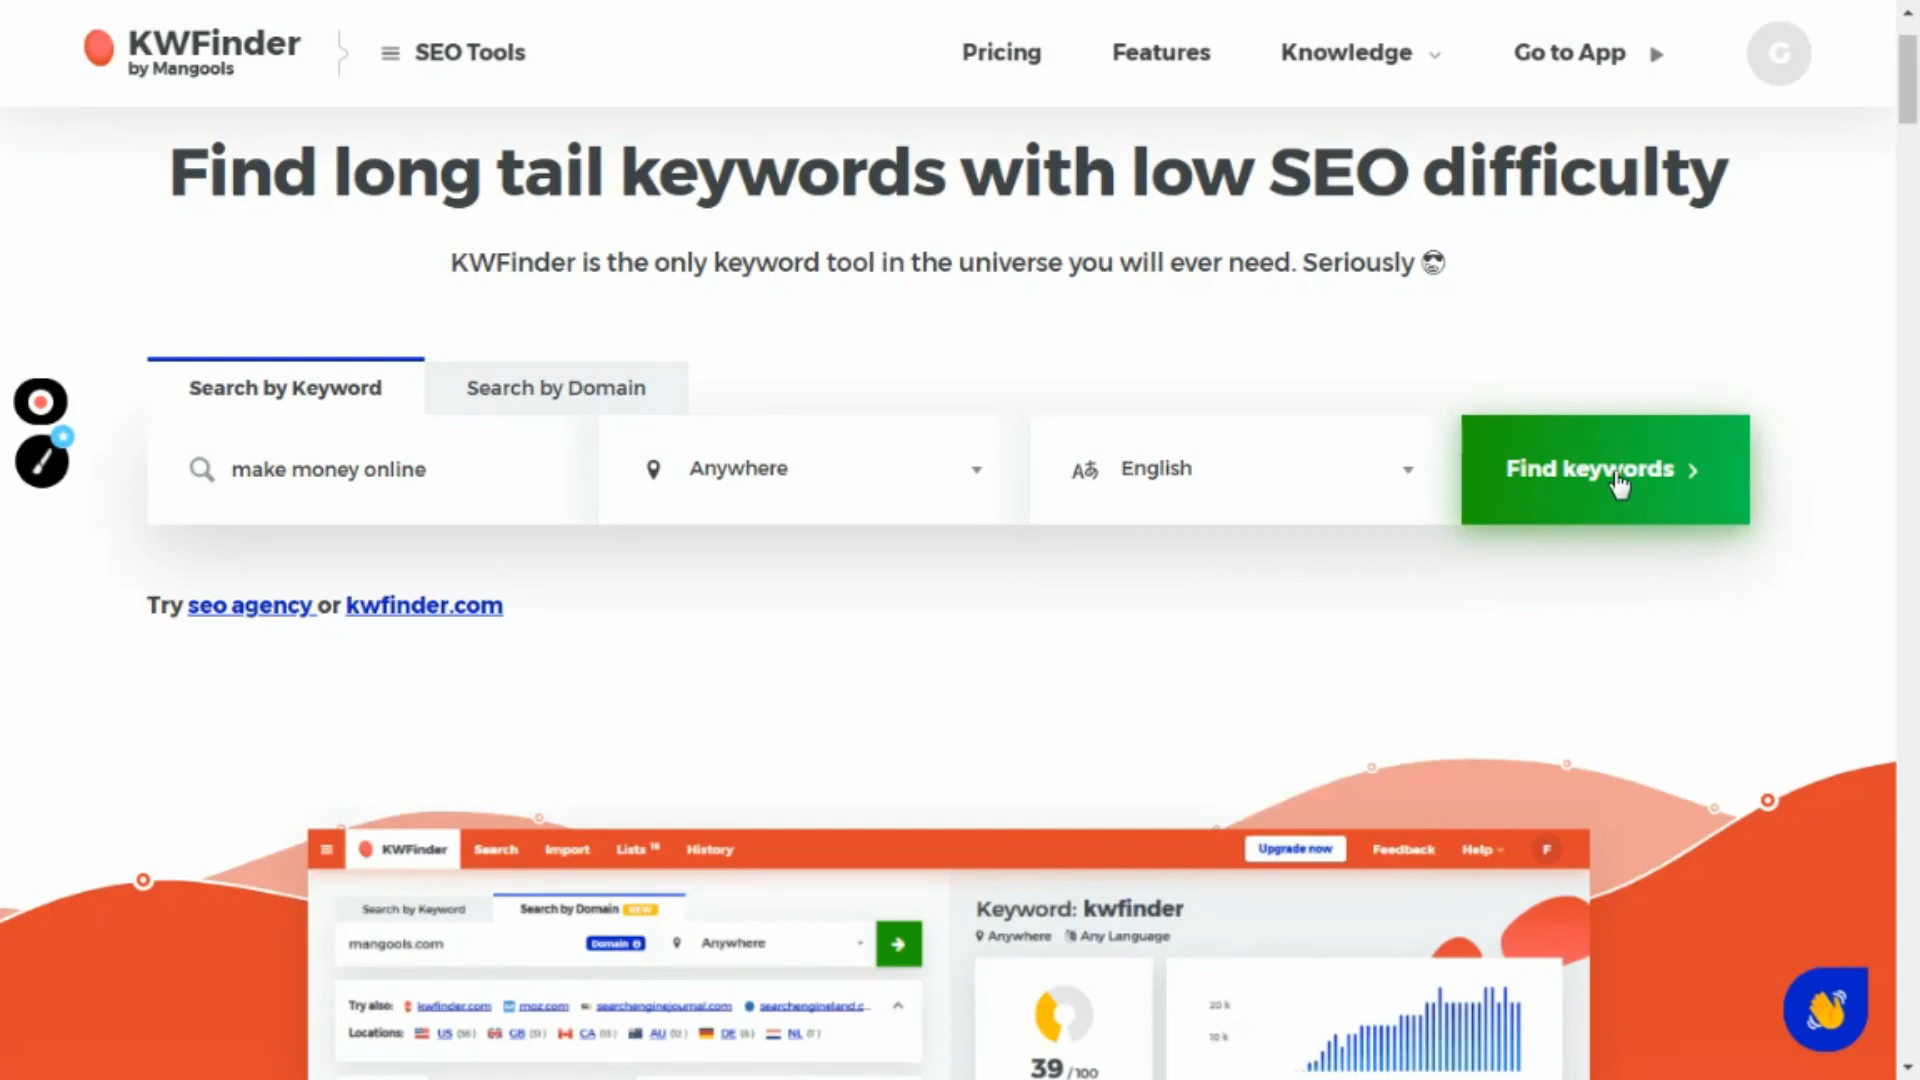 KWFinder
by Mangools
SEO Tools
Pricing
Features
Knowledge
Go to App
G
Find long tail keywords with low SEO difficulty
KWFinder is the only keyword tool in the universe you will ever need. Seriously 😎
Search by Keyword
Search by Domain
make money online
Anywhere
English
Find keywords
Try seo agency or kwfinder.com
KWFinder
Search
Import
Lists
History
Upgrade now
Feedback
Help
F
Search by Keyword
Search by Domain NEW
mangools.com
Domain
Anywhere
Keyword: kwfinder
Anywhere
Any Language
Try also: kwfinder.com moz.com searchenginejournal.com searchengineland.c...
Locations: US GB CA AU DE NL
20 k
10 k
39 /100